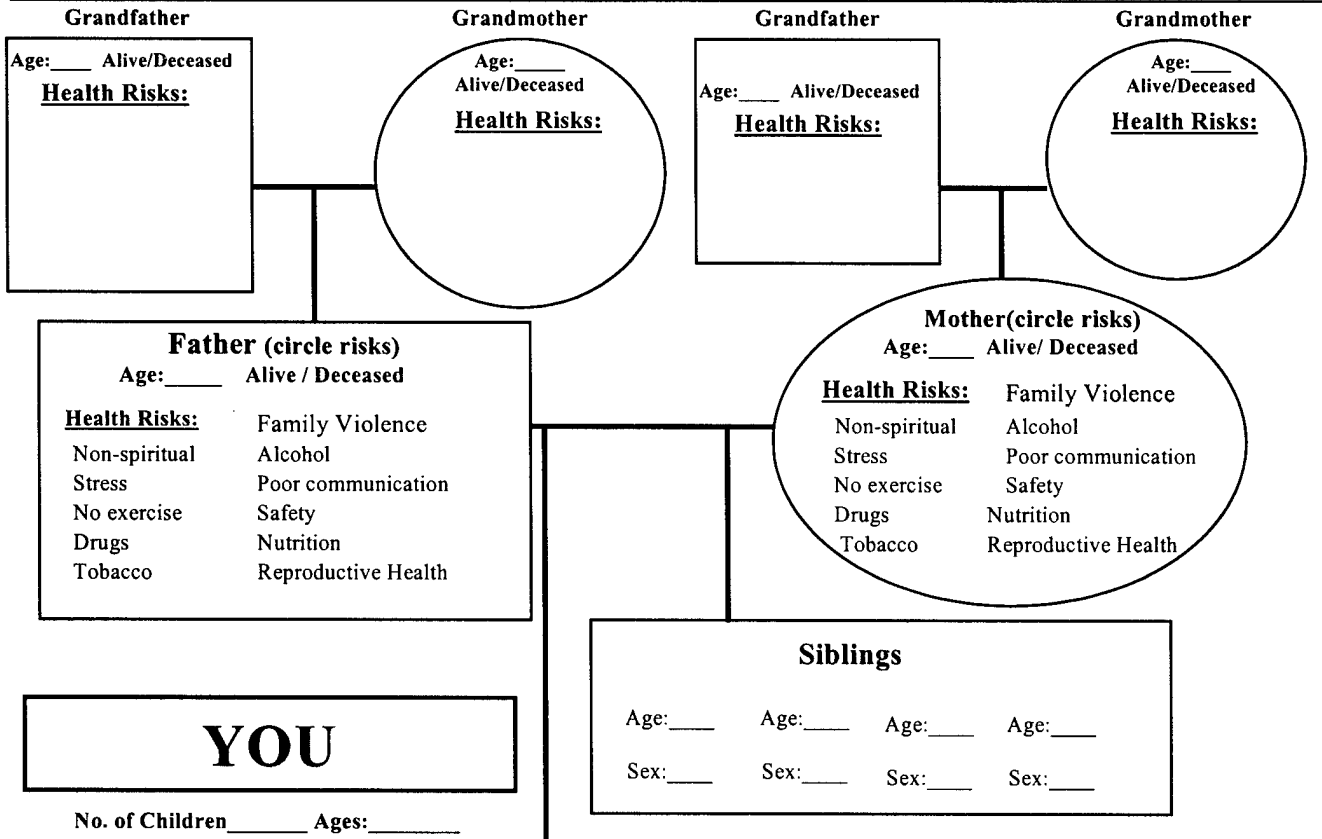 Grandfather
Grandmother
Grandfather
Grandmother
Age:____ Alive/Deceased
Health Risks:
Age:_____
Alive/Deceased
Health Risks:
Age:____ Alive/Deceased
Health Risks:
Age:____
Alive/Deceased
Health Risks:
Father (circle risks)
Age:_____ Alive / Deceased
Health Risks: Family Violence
Non-spiritual Alcohol
Stress Poor communication
No exercise Safety
Drugs Nutrition
Tobacco Reproductive Health
Mother(circle risks)
Age:____ Alive/ Deceased
Health Risks: Family Violence
Non-spiritual Alcohol
Stress Poor communication
No exercise Safety
Drugs Nutrition
Tobacco Reproductive Health
Siblings
Age:____ Age:____ Age:____ Age:____
Sex:____ Sex:____ Sex:____ Sex:____
YOU
No. of Children_______ Ages:________